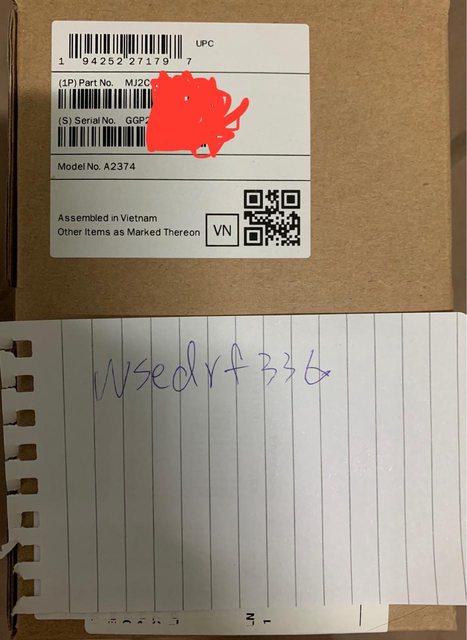 UPC
1 94252 27179 7
(1P) Part No. MJ2C
(S) Serial No. GGP2
Model No. A2374
Assembled in Vietnam
Other Items as Marked Thereon
VN
wsedrf336